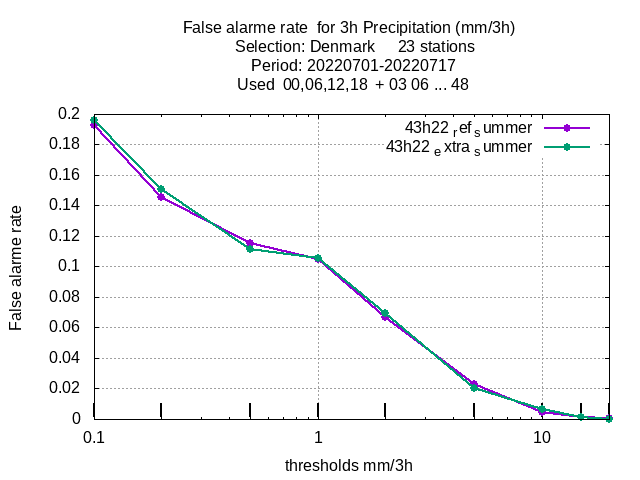 False alarme rate for 3h Precipitation (mm/3h)
Selection: Denmark 23 stations
Period: 20220701-20220717
Used 00,06,12,18 + 03 06 ... 48
43h22 ref summer
43h22 extra summer
False alarme rate
0.2
0.18
0.16
0.14
0.12
0.1
0.08
0.06
0.04
0.02
0
0.1 1 10
thresholds mm/3h